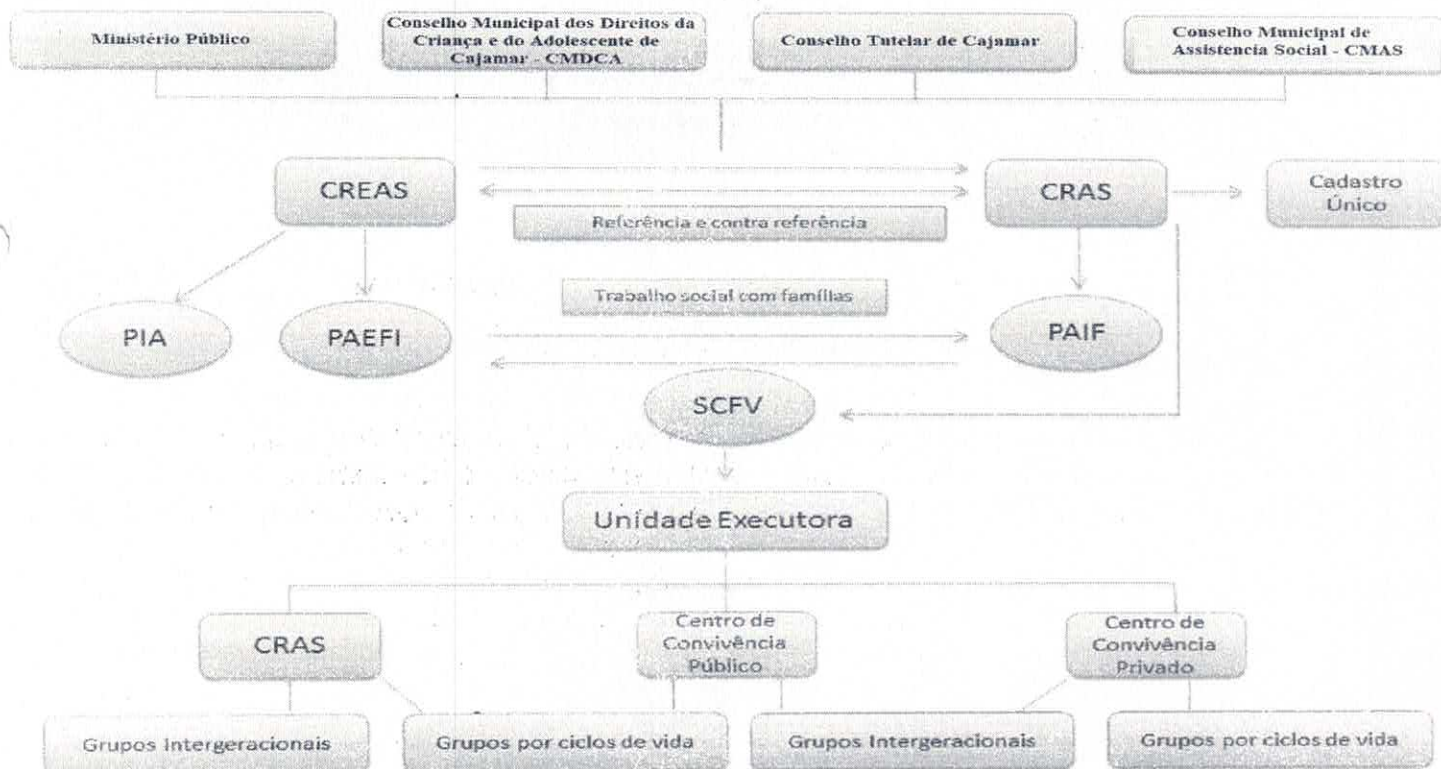 Ministério Público
Conselho Municipal dos Direitos da
Criança e do Adolescente de
Cajamar - CMDCA
Conselho Tutelar de Cajamar
Conselho Municipal de
Assistencia Social - CMAS
CREAS
CRAS
Cadastro
Único
Referência e contra referência
Trabalho social com famílias
PIA
PAEFI
PAIF
SCFV
Unidade Executora
CRAS
Centro de
Convivência
Público
Centro de
Convivência
Privado
Grupos Intergeracionais
Grupos por ciclos de vida
Grupos Intergeracionais
Grupos por ciclos de vida